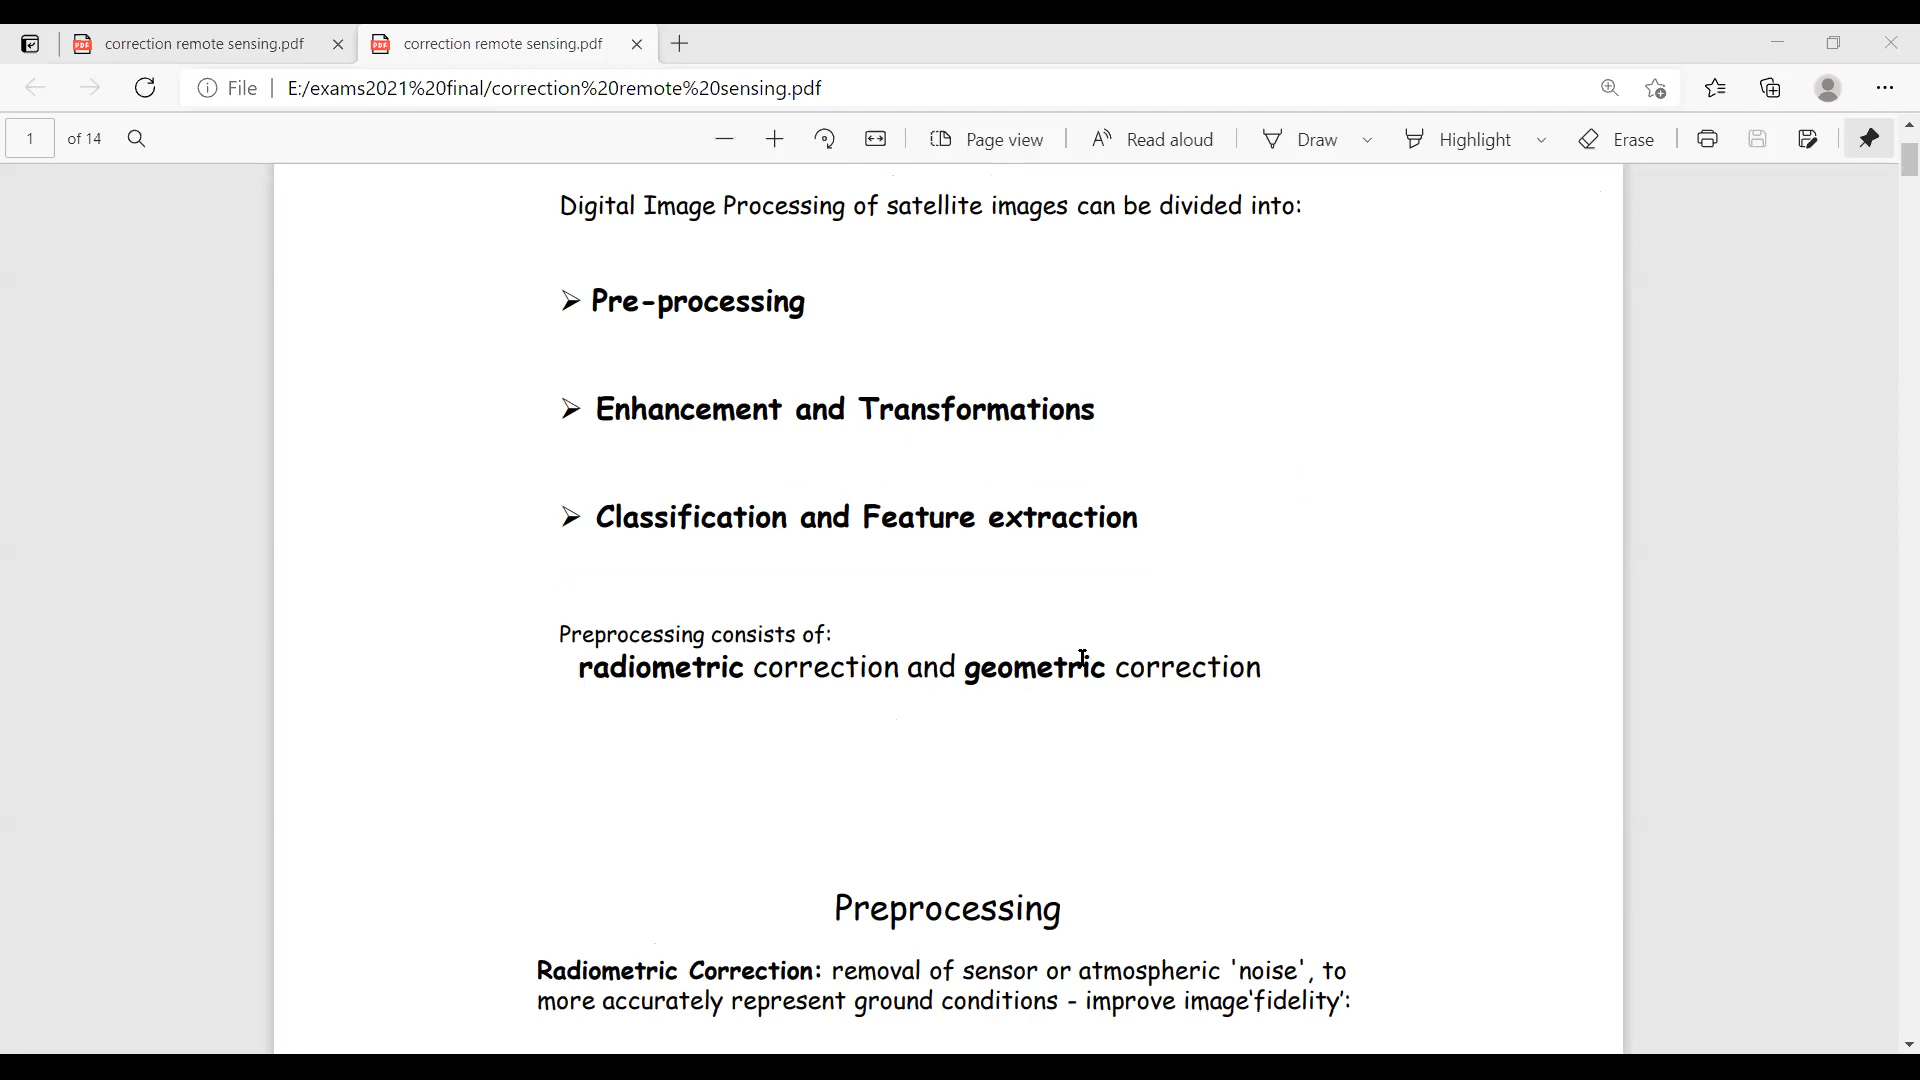 correction remote sensing.pdf
correction remote sensing.pdf
File
E:/exams2021%20final/correction%20remote%20sensing.pdf
1 of 14
Page view
Read aloud
Draw
Highlight
Erase
Digital Image Processing of satellite images can be divided into:
➢ Pre-processing
➢ Enhancement and Transformations
➢ Classification and Feature extraction
Preprocessing consists of:
radiometric correction and geometric correction
Preprocessing
Radiometric Correction: removal of sensor or atmospheric 'noise', to
more accurately represent ground conditions - improve image'fidelity':